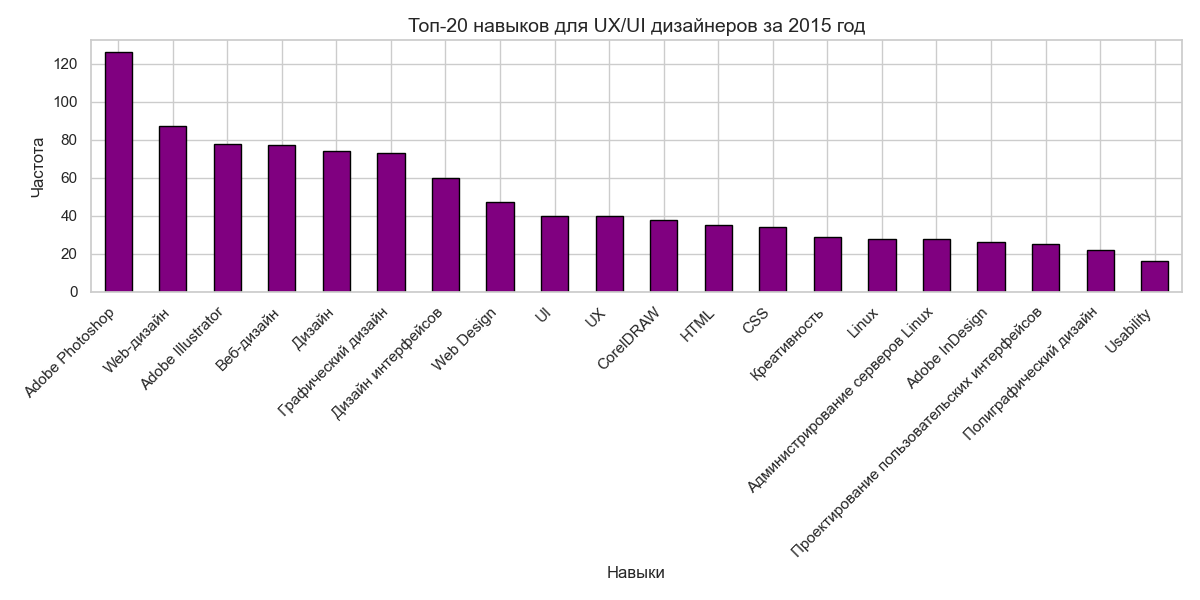 Топ-20 навыков для UX/UI дизайнеров за 2015 год
Частота
120
100
80
60
40
20
0
Adobe Photoshop
Web-дизайн
Adobe Illustrator
Веб-дизайн
Дизайн
Графический дизайн
Дизайн интерфейсов
Web Design
UI
UX
CorelDRAW
HTML
CSS
Креативность
Linux
Администрирование серверов Linux
Adobe InDesign
Проектирование пользовательских интерфейсов
Полиграфический дизайн
Usability
Навыки